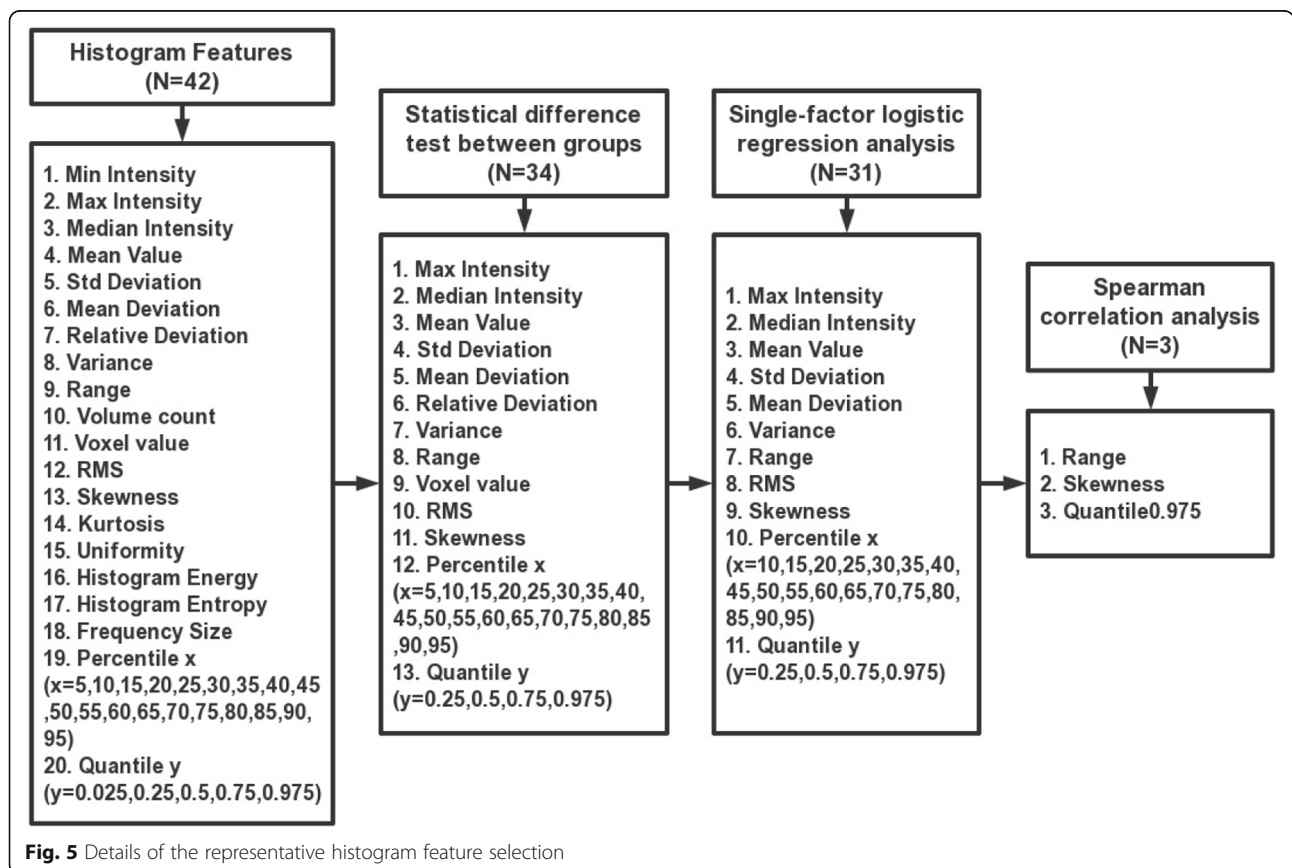 Histogram Features
(N=42)
1. Min Intensity
2. Max Intensity
3. Median Intensity
4. Mean Value
5. Std Deviation
6. Mean Deviation
7. Relative Deviation
8. Variance
9. Range
10. Volume count
11. Voxel value
12. RMS
13. Skewness
14. Kurtosis
15. Uniformity
16. Histogram Energy
17. Histogram Entropy
18. Frequency Size
19. Percentile x
(x=5,10,15,20,25,30,35,40,45
,50,55,60,65,70,75,80,85,90,
95)
20. Quantile y
(y=0.025,0.25,0.5,0.75,0.975)
Statistical difference
test between groups
(N=34)
1. Max Intensity
2. Median Intensity
3. Mean Value
4. Std Deviation
5. Mean Deviation
6. Relative Deviation
7. Variance
8. Range
9. Voxel value
10. RMS
11. Skewness
12. Percentile x
(x=5,10,15,20,25,30,35,40,
45,50,55,60,65,70,75,80,85
,90,95)
13. Quantile y
(y=0.25,0.5,0.75,0.975)
Single-factor logistic
regression analysis
(N=31)
1. Max Intensity
2. Median Intensity
3. Mean Value
4. Std Deviation
5. Mean Deviation
6. Variance
7. Range
8. RMS
9. Skewness
10. Percentile x
(x=10,15,20,25,30,35,40,
45,50,55,60,65,70,75,80,
85,90,95)
11. Quantile y
(y=0.25,0.5,0.75,0.975)
Spearman
correlation analysis
(N=3)
1. Range
2. Skewness
3. Quantile0.975
Fig. 5 Details of the representative histogram feature selection